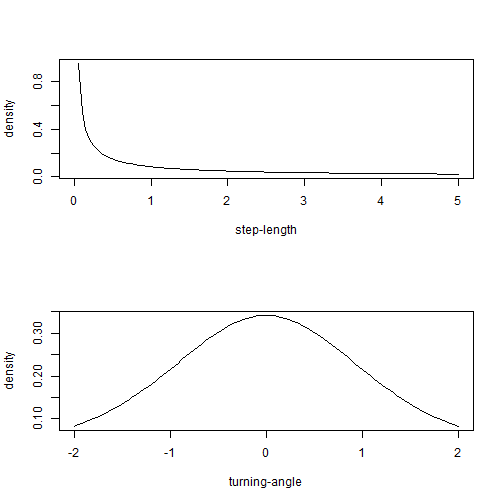 density
0.0 0.4 0.8
0 1 2 3 4 5
step-length
density
0.10 0.20 0.30
-2 -1 0 1 2
turning-angle